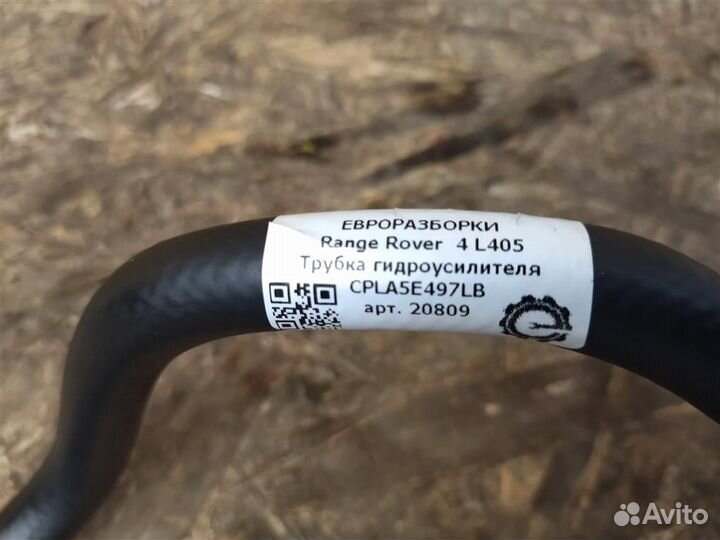 ЕВРОРАЗБОРКИ
Range Rover 4 L405
Трубка гидроусилителя
CPLA5E497LB
арт. 20809
Avito